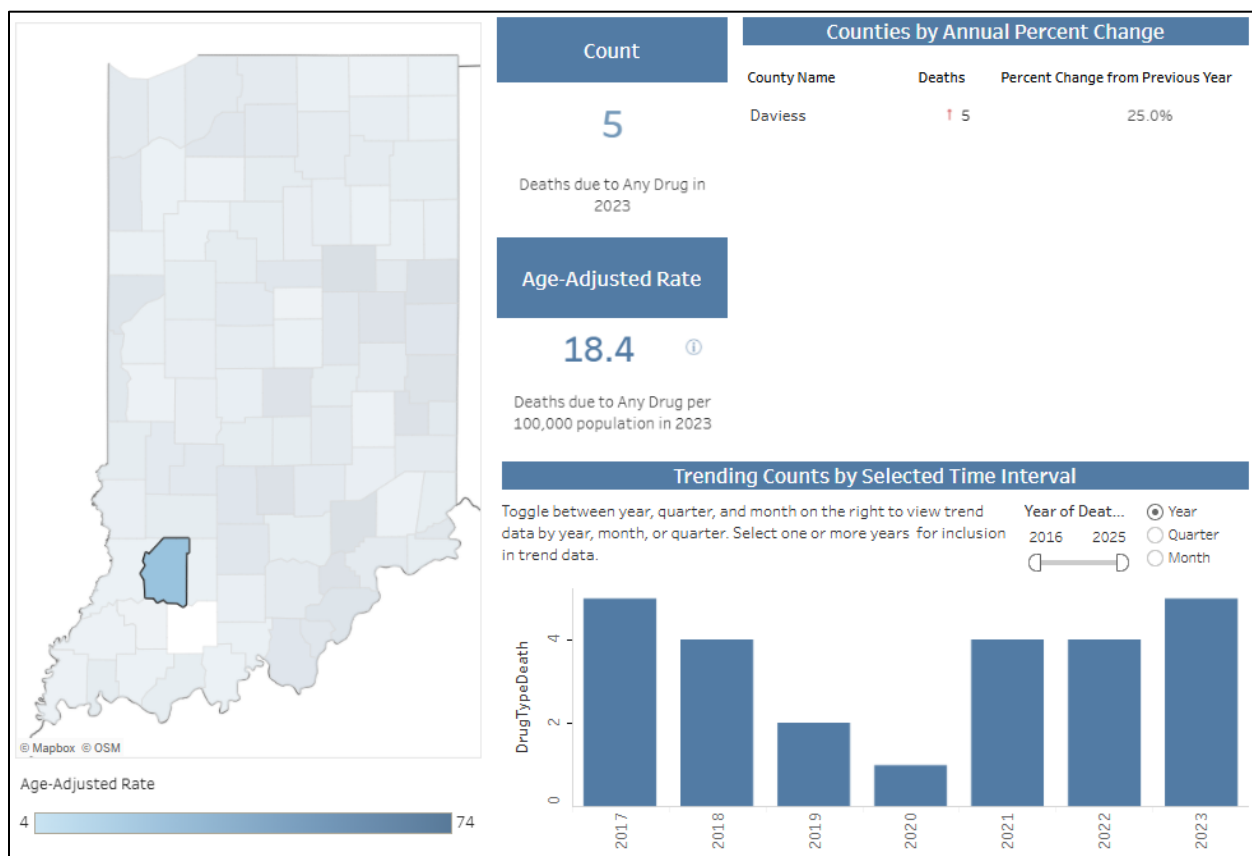 © Mapbox © OSM
Age-Adjusted Rate
4
74
Count
5
Deaths due to Any Drug in
2023
Age-Adjusted Rate
18.4
Deaths due to Any Drug per
100,000 population in 2023
Counties by Annual Percent Change
County Name Deaths Percent Change from Previous Year
Daviess ↑ 5 25.0%
Trending Counts by Selected Time Interval
Toggle between year, quarter, and month on the right to view trend
data by year, month, or quarter. Select one or more years for inclusion
in trend data.
Year of Deat...
2016 2025
Year
Quarter
Month
DrugTypeDeath
4
2
0
2017 2018 2019 2020 2021 2022 2023